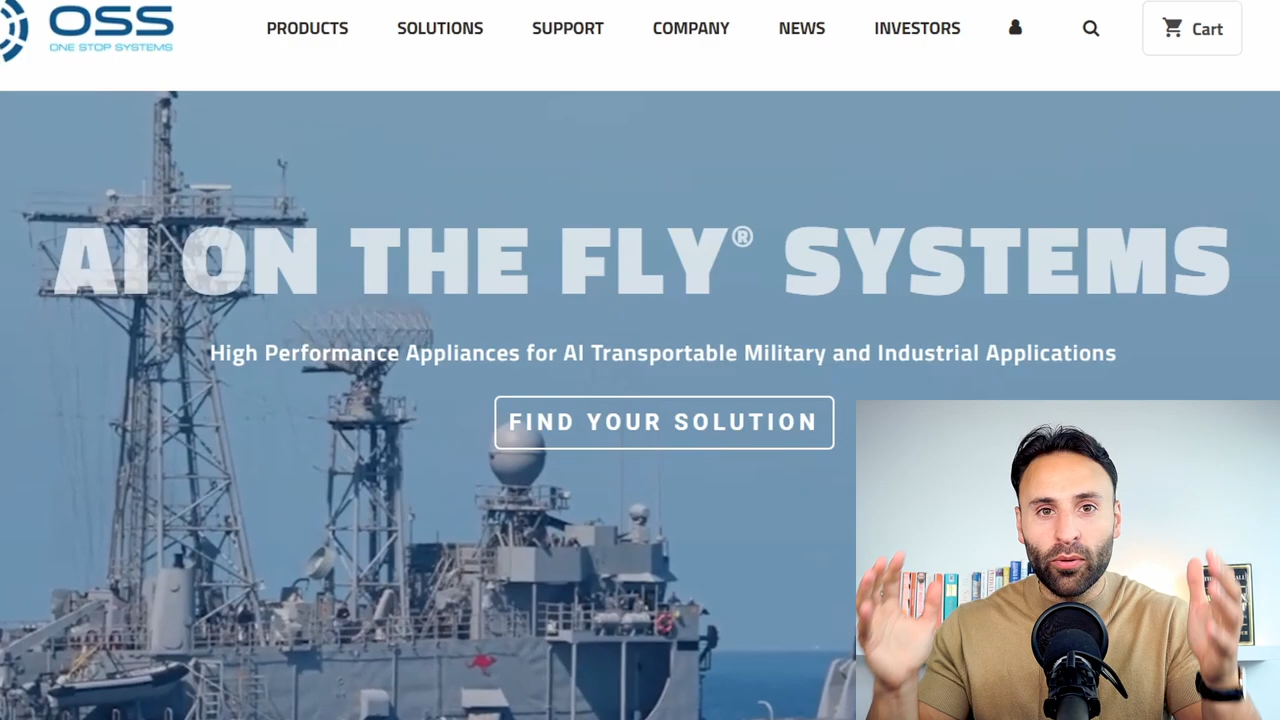 OSS
ONE STOP SYSTEMS
PRODUCTS SOLUTIONS SUPPORT COMPANY NEWS INVESTORS Cart
AI ON THE FLY® SYSTEMS
High Performance Appliances for AI Transportable Military and Industrial Applications
FIND YOUR SOLUTION